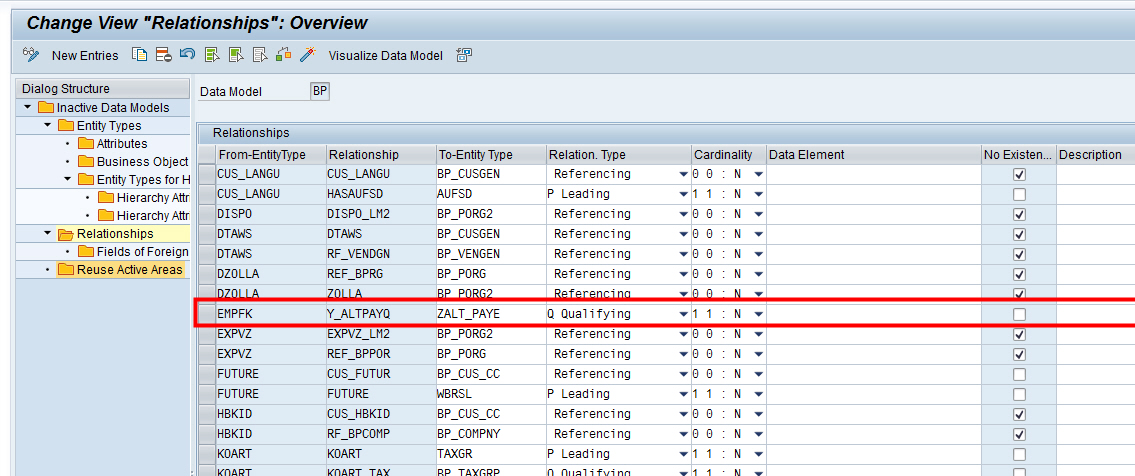 Change View "Relationships": Overview
New Entries Visualize Data Model
Dialog Structure
Inactive Data Models
Entity Types
Attributes
Business Object
Entity Types for H
Hierarchy Attr
Hierarchy Attr
Relationships
Fields of Foreign
Reuse Active Areas
Data Model BP
Relationships
From-EntityType Relationship To-Entity Type Relation. Type Cardinality Data Element No Existen... Description
CUS_LANGU CUS_LANGU BP_CUSGEN Referencing 0 0 : N
CUS_LANGU HASAUFSD AUFSD P Leading 1 1 : N
DISPO DISPO_LM2 BP_PORG2 Referencing 0 0 : N
DTAWS DTAWS BP_CUSGEN Referencing 0 0 : N
DTAWS RF_VENDGN BP_VENGEN Referencing 0 0 : N
DZOLLA REF_BPRG BP_PORG Referencing 0 0 : N
DZOLLA ZOLLA BP_PORG2 Referencing 0 0 : N
EMPFK Y_ALTPAYQ ZALT_PAYE Q Qualifying 1 1 : N
EXPVZ EXPVZ_LM2 BP_PORG2 Referencing 0 0 : N
EXPVZ REF_BPPOR BP_PORG Referencing 0 0 : N
FUTURE CUS_FUTUR BP_CUS_CC Referencing 0 0 : N
FUTURE FUTURE WBRSL P Leading 1 1 : N
HBKID CUS_HBKID BP_CUS_CC Referencing 0 0 : N
HBKID RF_BPCOMP BP_COMPNY Referencing 0 0 : N
KOART KOART TAXGR P Leading 1 1 : N
KOART KOART_TAX BP_TAXGRP Q Qualifying 1 1 : N